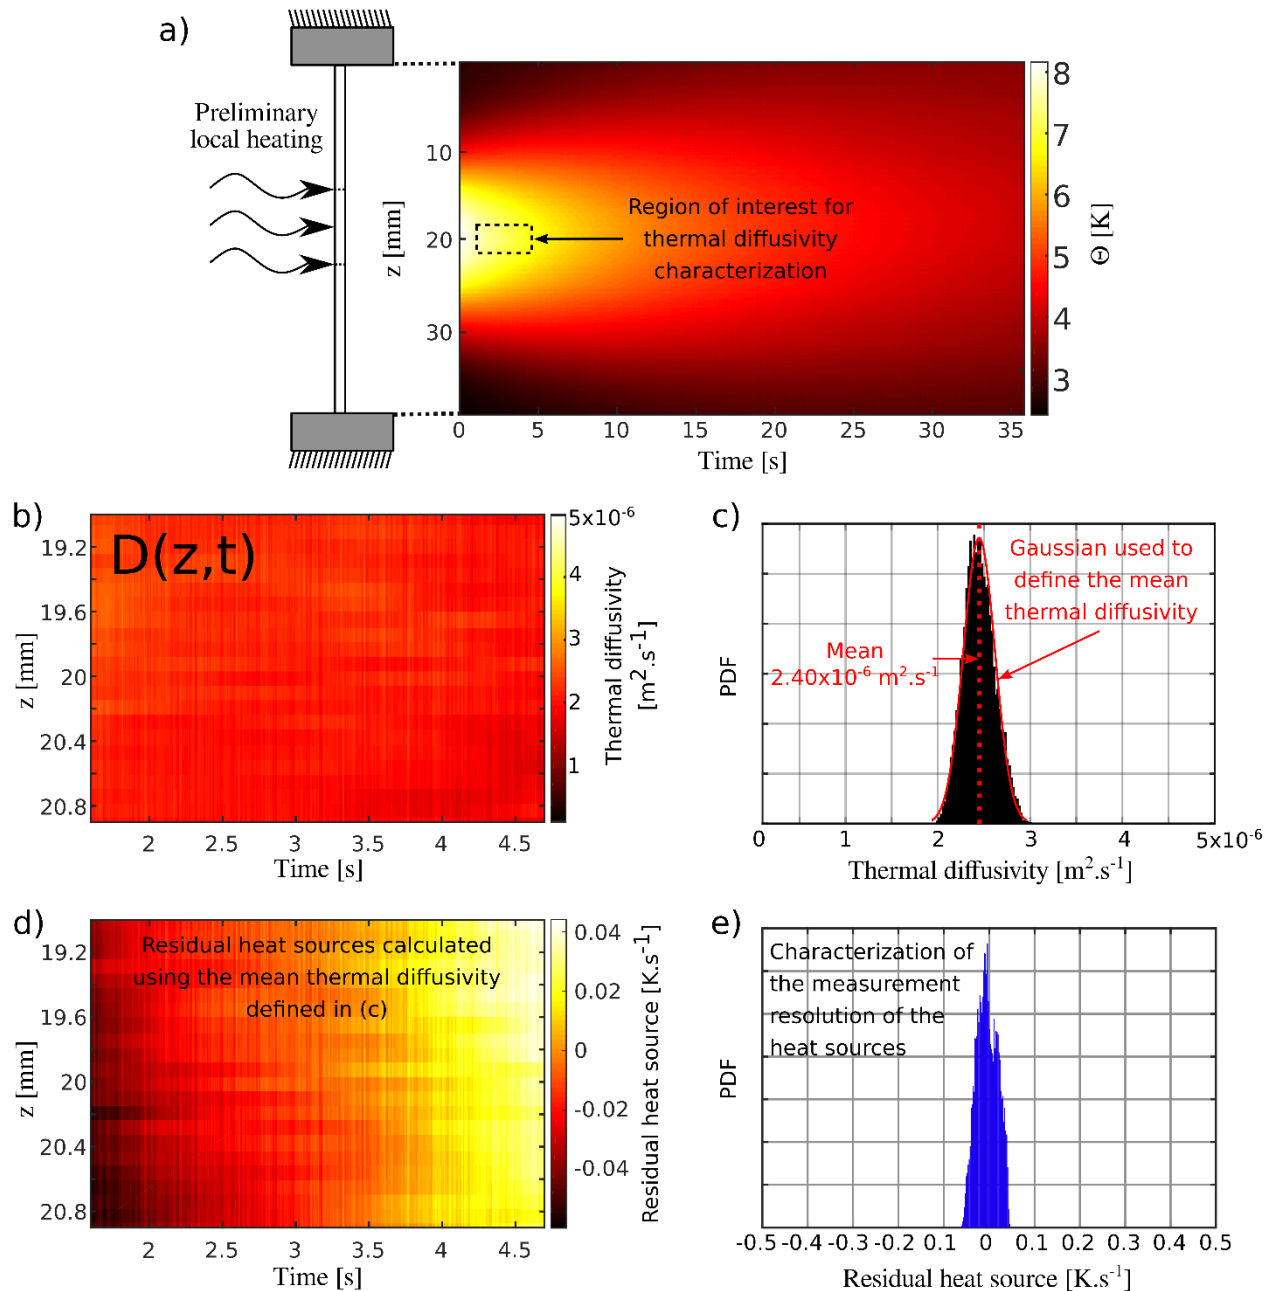 a)
Preliminary
local heating
z [mm]
10
20
30
Region of interest for
thermal diffusivity
characterization
0
5
10
15
20
25
30
35
Time [s]
8
7
6
5
4
3
Θ [K]
b)
D(z,t)
z [mm]
19.2
19.6
20
20.4
20.8
2
2.5
3
3.5
4
4.5
Time [s]
5x10⁻⁶
4
3
2
1
Thermal diffusivity
[m².s⁻¹]
c)
PDF
Gaussian used to
define the mean
thermal diffusivity
Mean
2.40x10⁻⁶ m².s⁻¹
0
1
2
3
4
5x10⁻⁶
Thermal diffusivity [m².s⁻¹]
d)
Residual heat sources calculated
using the mean thermal diffusivity
defined in (c)
z [mm]
19.2
19.6
20
20.4
20.8
2
2.5
3
3.5
4
4.5
Time [s]
0.04
0.02
0
-0.02
-0.04
Residual heat source [K.s⁻¹]
e)
Characterization of
the measurement
resolution of the
heat sources
PDF
-0.5
-0.4
-0.3
-0.2
0.1
0
0.1
0.2
0.3
0.4
0.5
Residual heat source [K.s⁻¹]